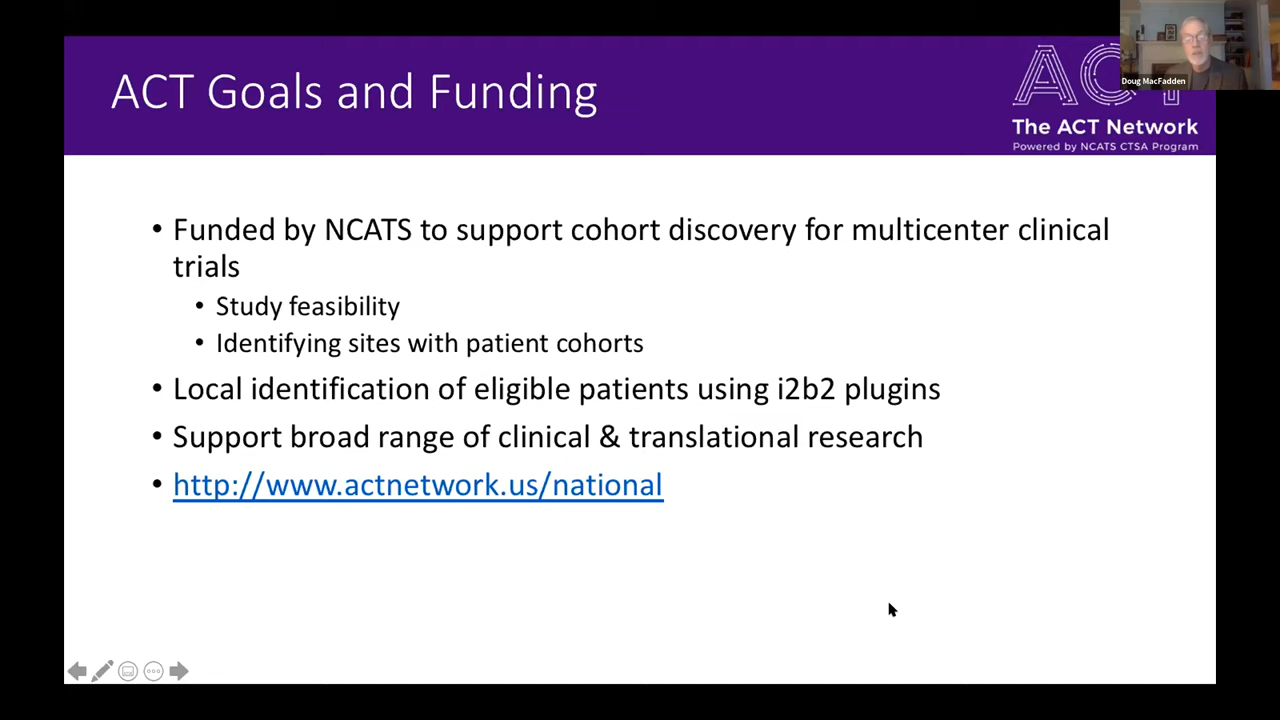 ACT Goals and Funding
ACT
The ACT Network
Powered by NCATS CTSA Program
Doug MacFadden
• Funded by NCATS to support cohort discovery for multicenter clinical
trials
• Study feasibility
• Identifying sites with patient cohorts
• Local identification of eligible patients using i2b2 plugins
• Support broad range of clinical & translational research
• http://www.actnetwork.us/national